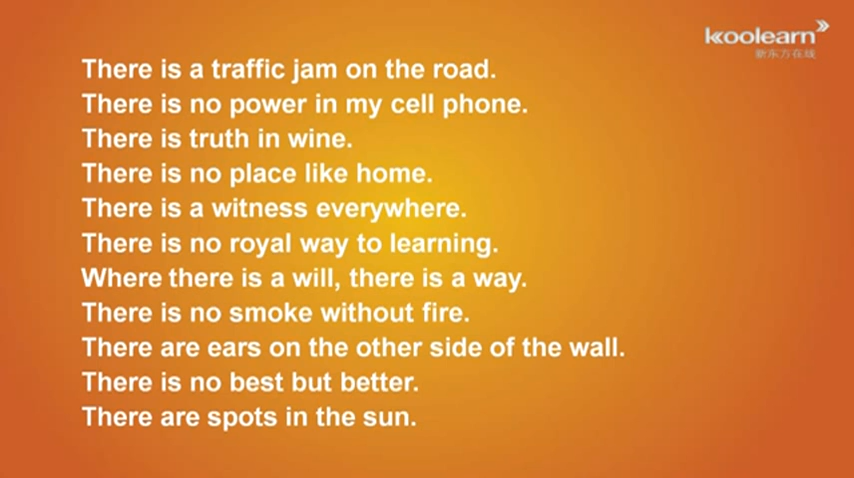 koolearn
新东方在线
There is a traffic jam on the road.
There is no power in my cell phone.
There is truth in wine.
There is no place like home.
There is a witness everywhere.
There is no royal way to learning.
Where there is a will, there is a way.
There is no smoke without fire.
There are ears on the other side of the wall.
There is no best but better.
There are spots in the sun.